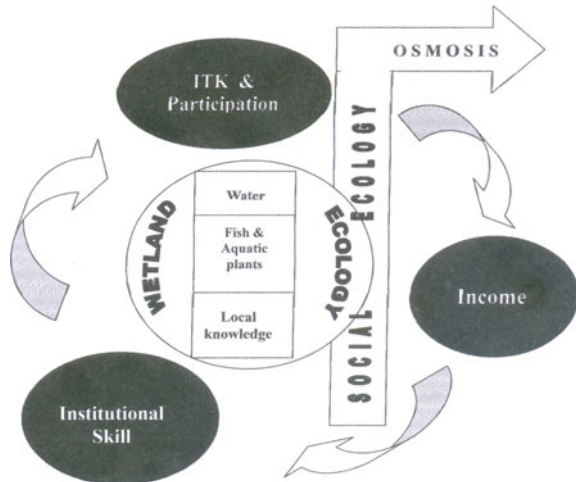 OSMOSIS
ITK &
Participation
SOCIAL ECOLOGY
WETLAND
ECOLOGY
Water
Fish &
Aquatic
plants
Local
knowledge
Income
Institutional
Skill